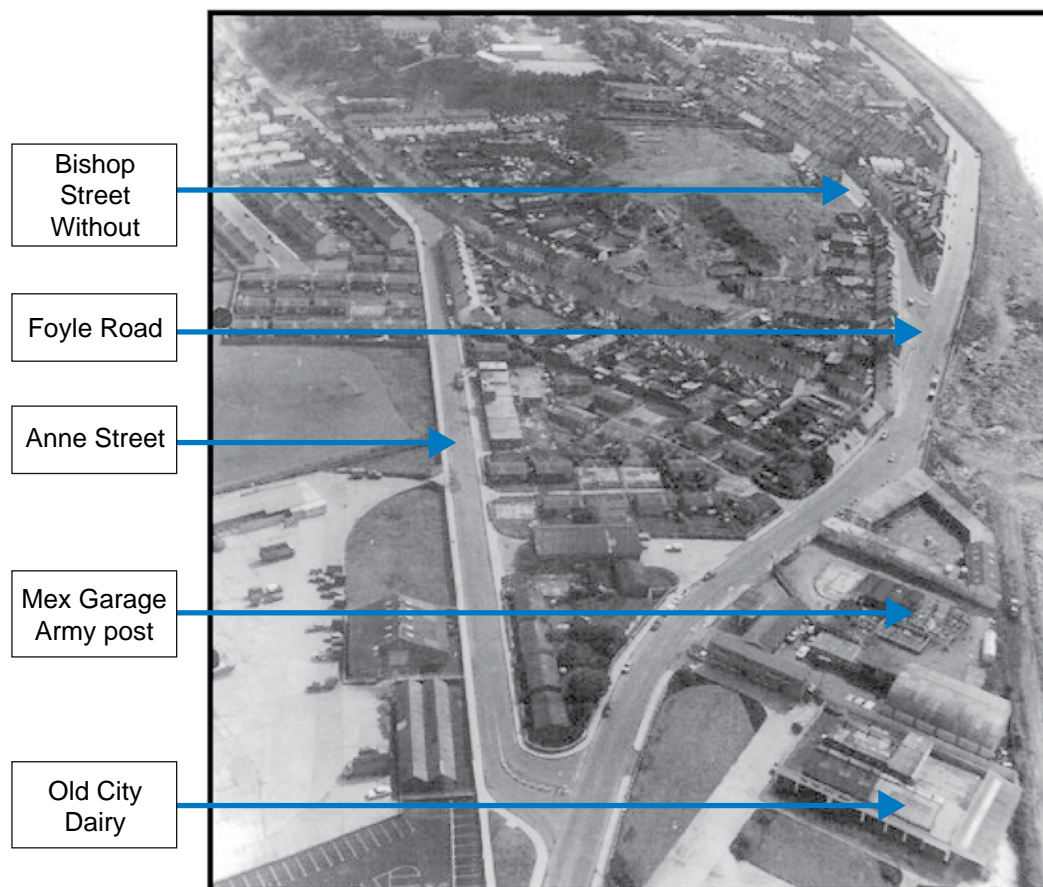 Bishop
Street
Without
Foyle Road
Anne Street
Mex Garage
Army post
Old City
Dairy